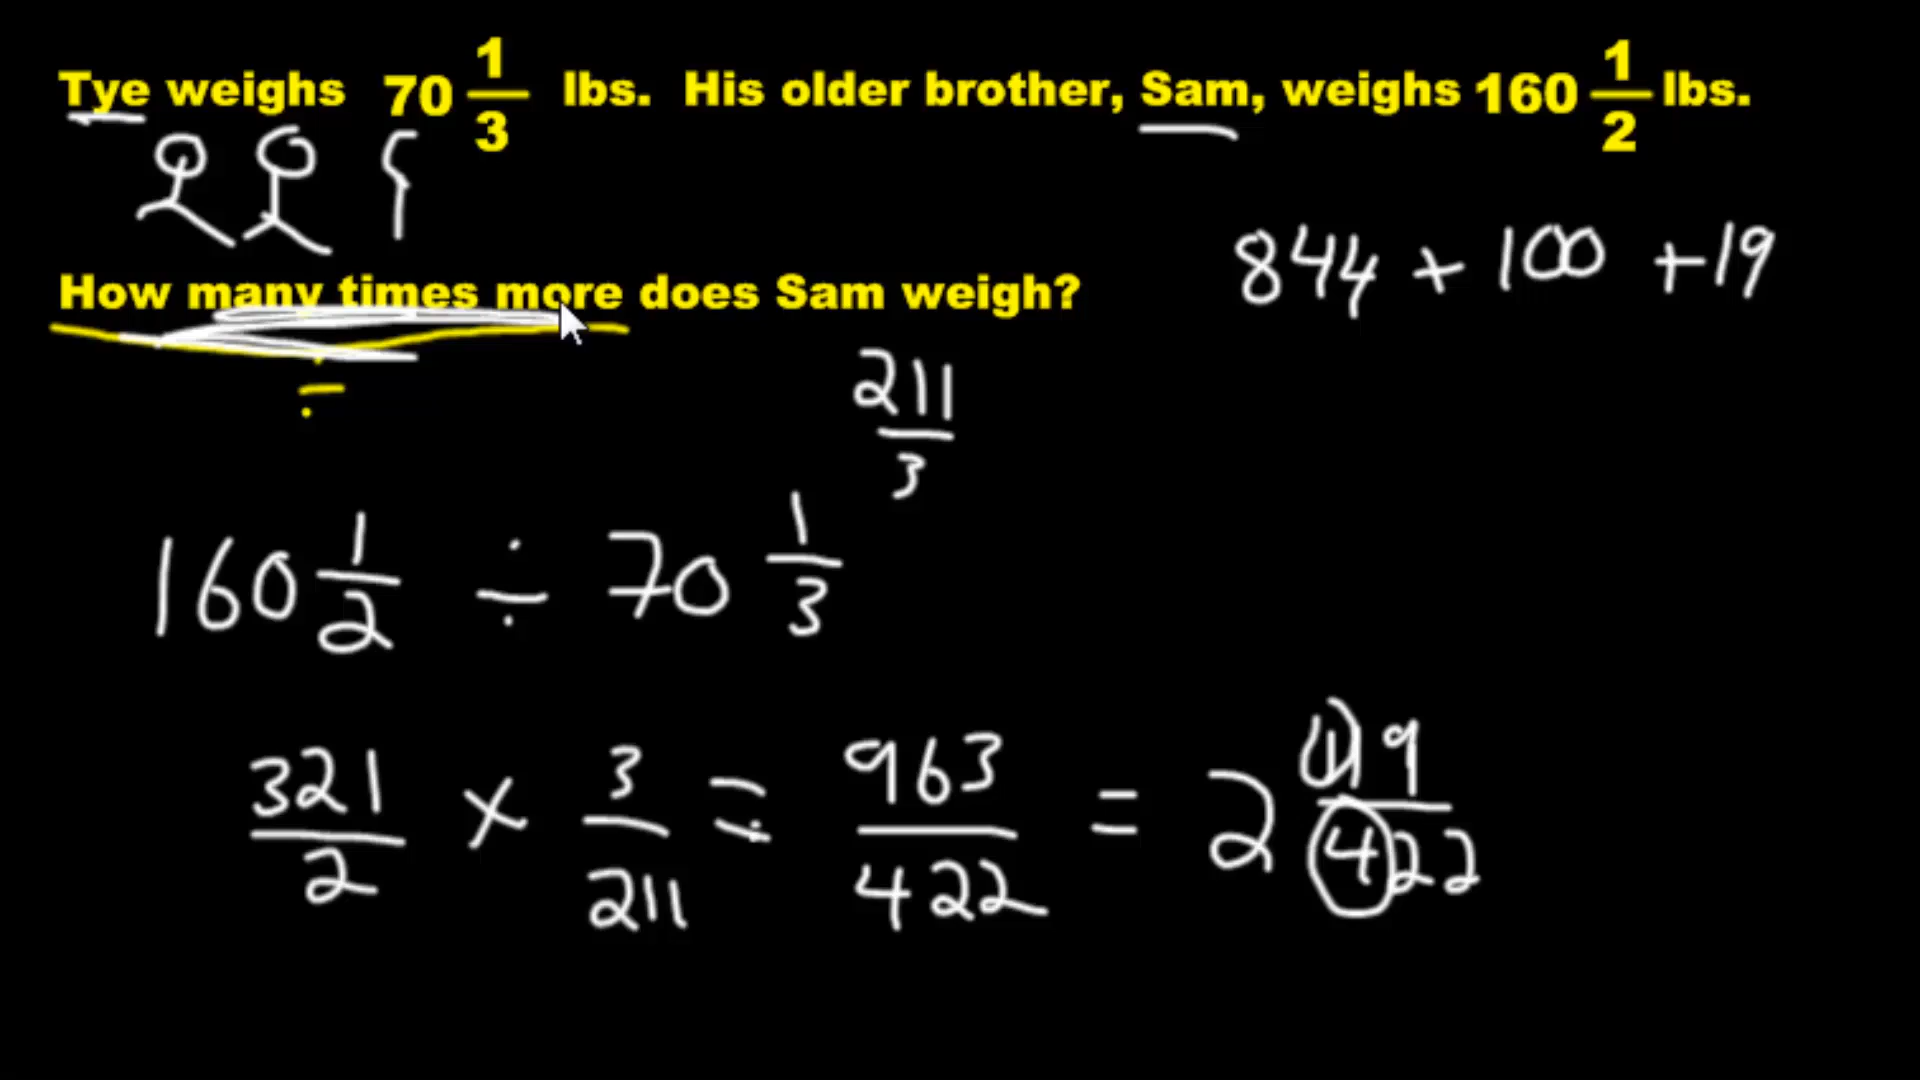 Tye weighs 70 1/3 lbs. His older brother, Sam, weighs 160 1/2 lbs.
844 + 100 + 19
How many times more does Sam weigh?
÷
211/3
160 1/2 ÷ 70 1/3
321/2 × 3/211 = 963/422 = 2 119/422